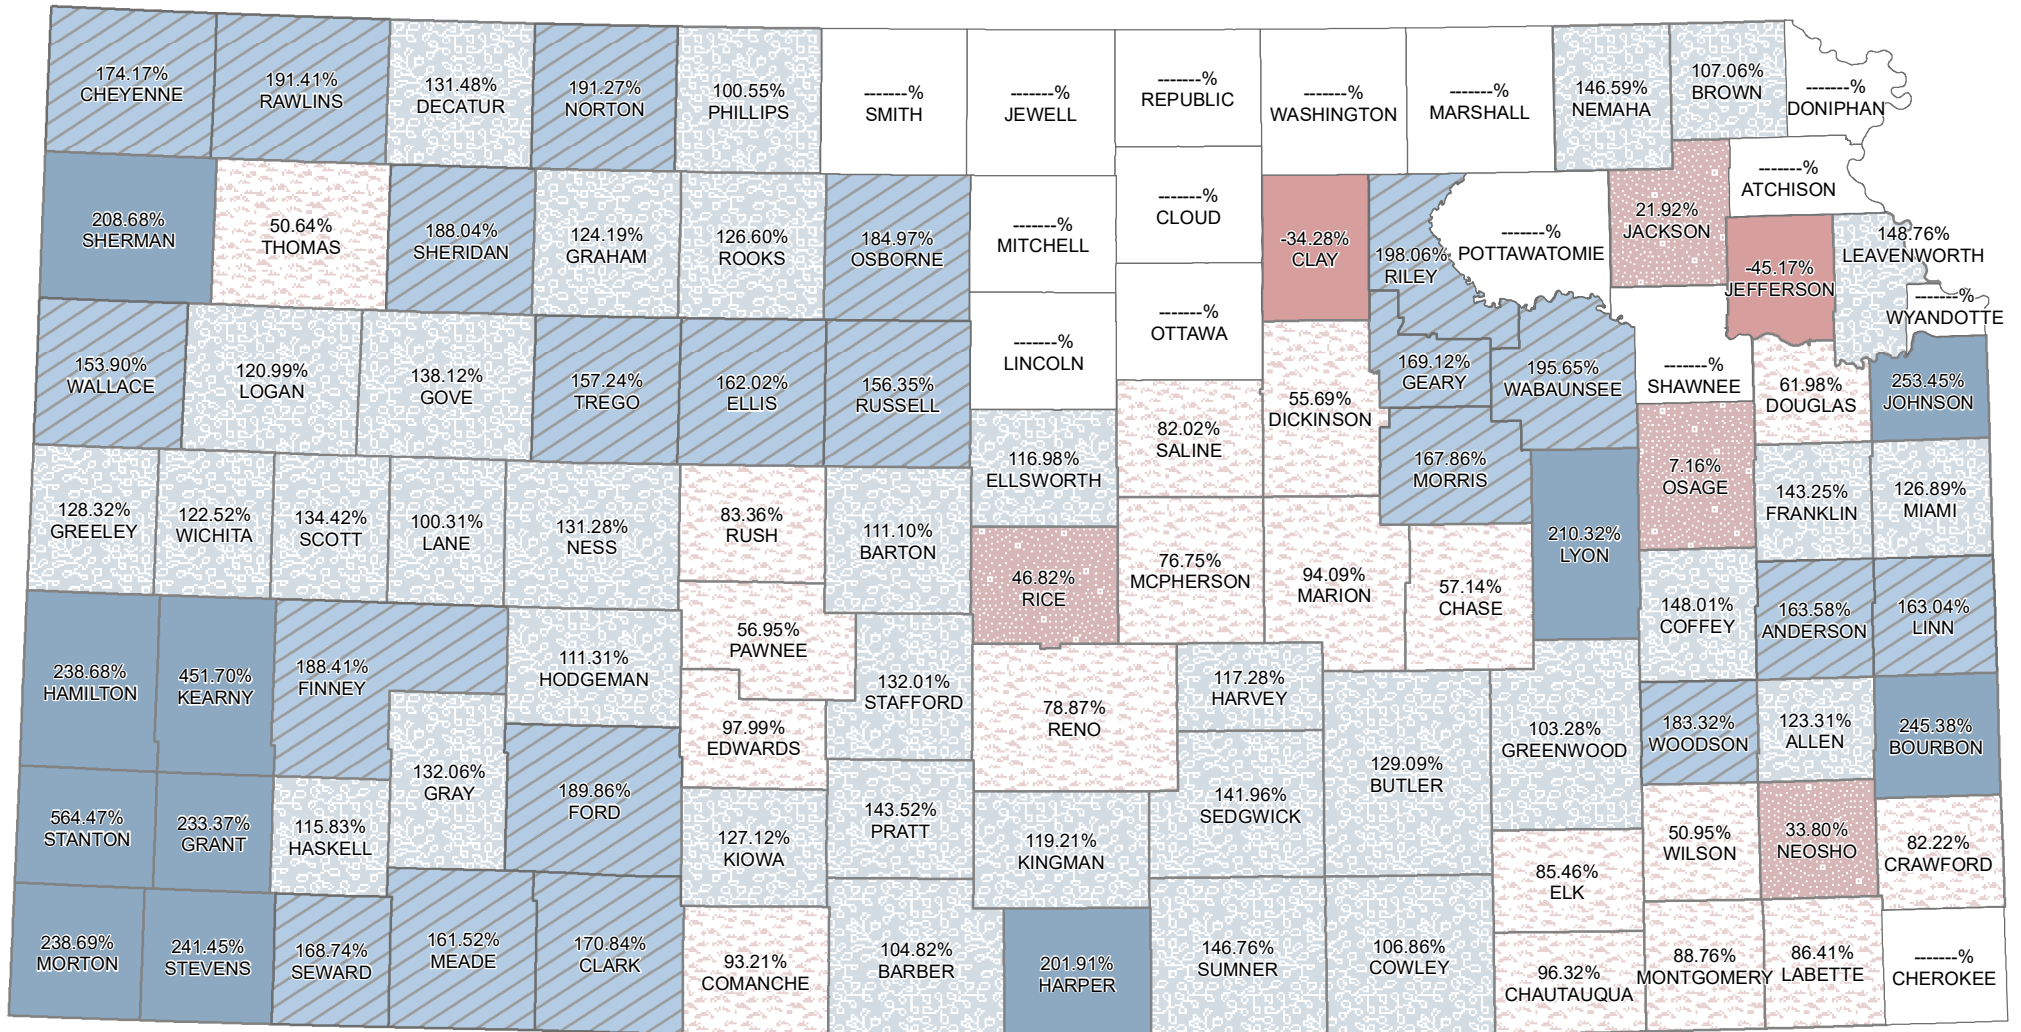 174.17%
CHEYENNE
191.41%
RAWLINS
131.48%
DECATUR
191.27%
NORTON
100.55%
PHILLIPS
-------%
SMITH
-------%
JEWELL
-------%
REPUBLIC
-------%
WASHINGTON
-------%
MARSHALL
146.59%
NEMAHA
107.06%
BROWN
-------%
DONIPHAN
208.68%
SHERMAN
50.64%
THOMAS
188.04%
SHERIDAN
124.19%
GRAHAM
126.60%
ROOKS
184.97%
OSBORNE
-------%
MITCHELL
-------%
CLOUD
-34.28%
CLAY
198.06%
RILEY
-------%
POTTAWATOMIE
21.92%
JACKSON
-------%
ATCHISON
-45.17%
JEFFERSON
148.76%
LEAVENWORTH
-------%
WYANDOTTE
153.90%
WALLACE
120.99%
LOGAN
138.12%
GOVE
157.24%
TREGO
162.02%
ELLIS
156.35%
RUSSELL
-------%
LINCOLN
-------%
OTTAWA
55.69%
DICKINSON
169.12%
GEARY
195.65%
WABAUNSEE
-------%
SHAWNEE
61.98%
DOUGLAS
253.45%
JOHNSON
116.98%
ELLSWORTH
82.02%
SALINE
167.86%
MORRIS
7.16%
OSAGE
143.25%
FRANKLIN
126.89%
MIAMI
128.32%
GREELEY
122.52%
WICHITA
134.42%
SCOTT
100.31%
LANE
131.28%
NESS
83.36%
RUSH
111.10%
BARTON
46.82%
RICE
76.75%
MCPHERSON
94.09%
MARION
57.14%
CHASE
210.32%
LYON
148.01%
COFFEY
163.58%
ANDERSON
163.04%
LINN
238.68%
HAMILTON
451.70%
KEARNY
188.41%
FINNEY
111.31%
HODGEMAN
56.95%
PAWNEE
132.01%
STAFFORD
78.87%
RENO
117.28%
HARVEY
129.09%
BUTLER
103.28%
GREENWOOD
183.32%
WOODSON
123.31%
ALLEN
245.38%
BOURBON
132.06%
GRAY
189.86%
FORD
97.99%
EDWARDS
564.47%
STANTON
233.37%
GRANT
115.83%
HASKELL
127.12%
KIOWA
143.52%
PRATT
119.21%
KINGMAN
141.96%
SEDGWICK
85.46%
ELK
50.95%
WILSON
33.80%
NEOSHO
82.22%
CRAWFORD
238.69%
MORTON
241.45%
STEVENS
168.74%
SEWARD
161.52%
MEADE
170.84%
CLARK
93.21%
COMANCHE
104.82%
BARBER
201.91%
HARPER
146.76%
SUMNER
106.86%
COWLEY
96.32%
CHAUTAUQUA
88.76%
MONTGOMERY
86.41%
LABETTE
-------%
CHEROKEE